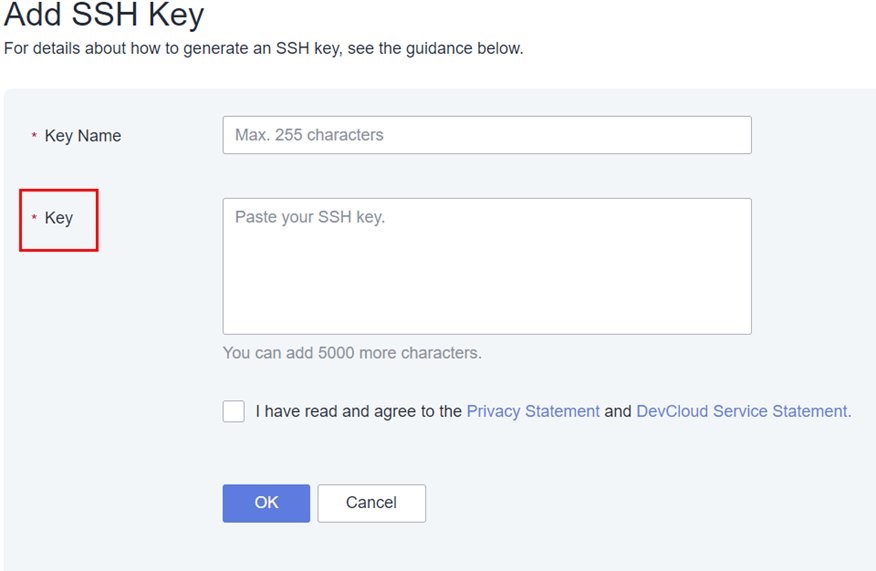 Add SSH Key
For details about how to generate an SSH key, see the guidance below.
* Key Name
Max. 255 characters
* Key
Paste your SSH key.
You can add 5000 more characters.
I have read and agree to the Privacy Statement and DevCloud Service Statement.
OK
Cancel